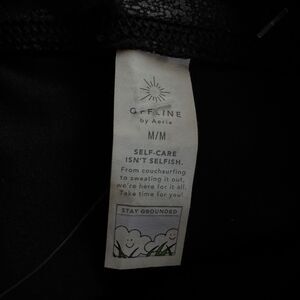 OFFLINE
by Aerie
M/M
SELF-CARE
ISN'T SELFISH.
From couchsurfing
to sweating it out,
we're here for it all.
Take time for you!
STAY GROUNDED